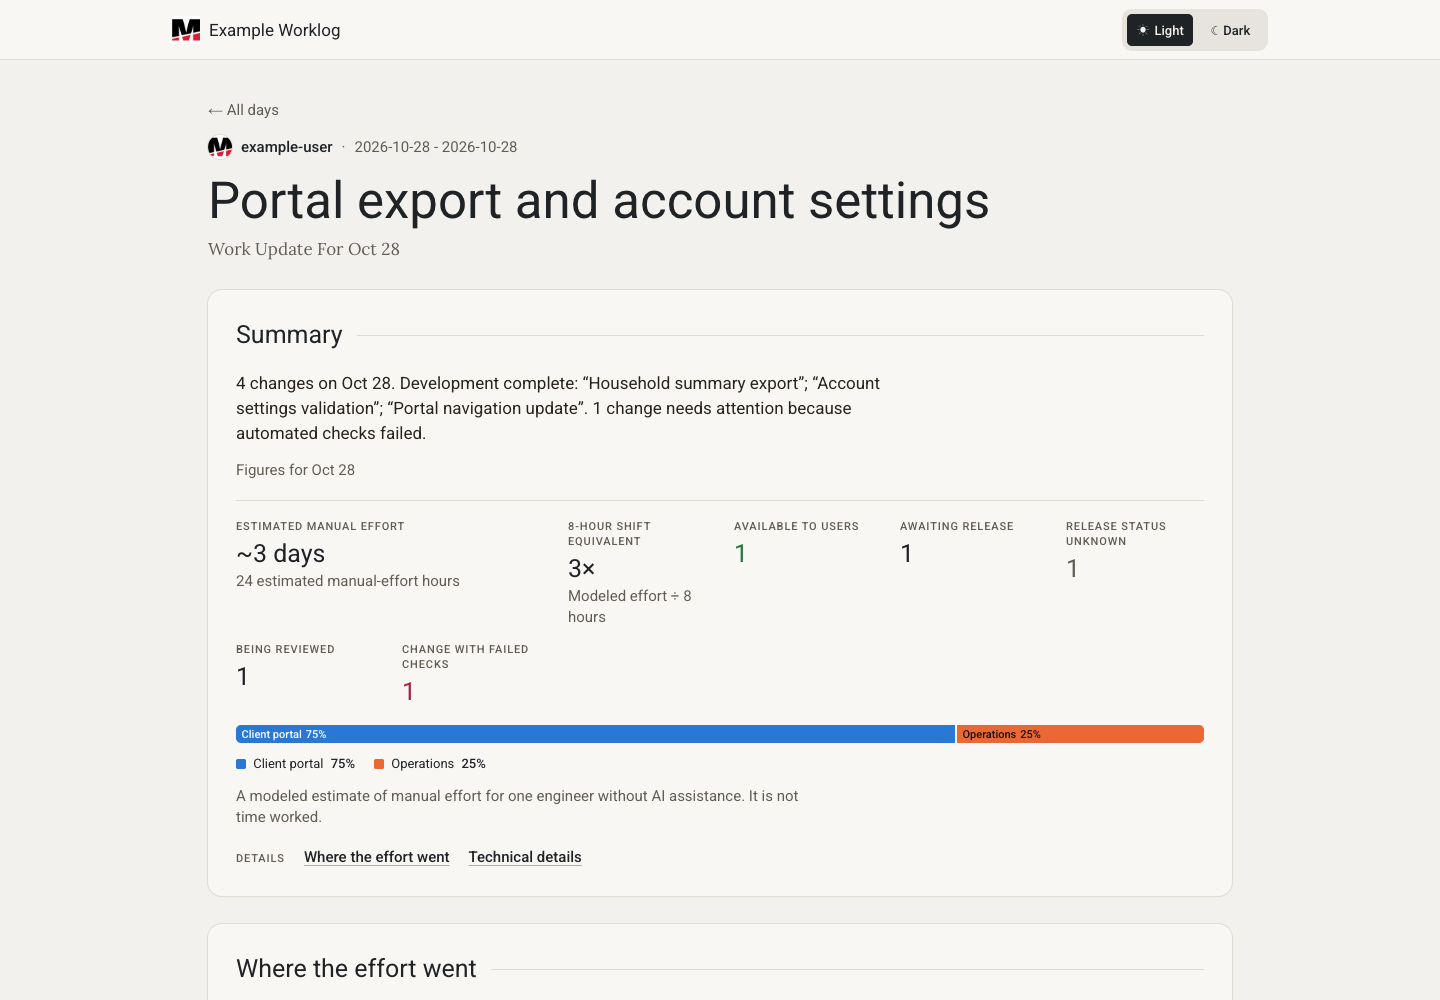 Example Worklog
☀ Light
☾ Dark
← All days
example-user · 2026-10-28 - 2026-10-28
Portal export and account settings
Work Update For Oct 28
Summary
4 changes on Oct 28. Development complete: “Household summary export”; “Account
settings validation”; “Portal navigation update”. 1 change needs attention because
automated checks failed.
Figures for Oct 28
ESTIMATED MANUAL EFFORT
~3 days
24 estimated manual-effort hours
8-HOUR SHIFT
EQUIVALENT
3×
Modeled effort ÷ 8
hours
AVAILABLE TO USERS
1
AWAITING RELEASE
1
RELEASE STATUS
UNKNOWN
1
BEING REVIEWED
1
CHANGE WITH FAILED
CHECKS
1
Client portal 75%
Operations 25%
Client portal 75%
Operations 25%
A modeled estimate of manual effort for one engineer without AI assistance. It is not
time worked.
DETAILS Where the effort went Technical details
Where the effort went